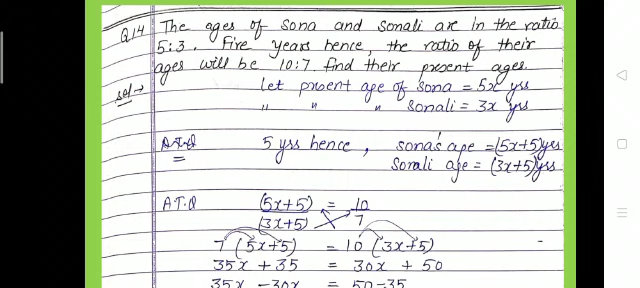 Q14 The ages of Sona and Sonali are in the ratio
5:3. Five years hence, the ratio of their
ages will be 10:7. find their present ages.
Sol→ Let present age of Sona = 5x yrs
" " " Sonali = 3x yrs
A.T.Q 5 yrs hence, Sona's age = (5x+5) yrs
Sonali age = (3x+5) yrs
A.T.Q (5x+5) = 10
(3x+5) 7
7 (5x+5) = 10 (3x+5)
35x + 35 = 30x + 50
35x - 30x = 50-35